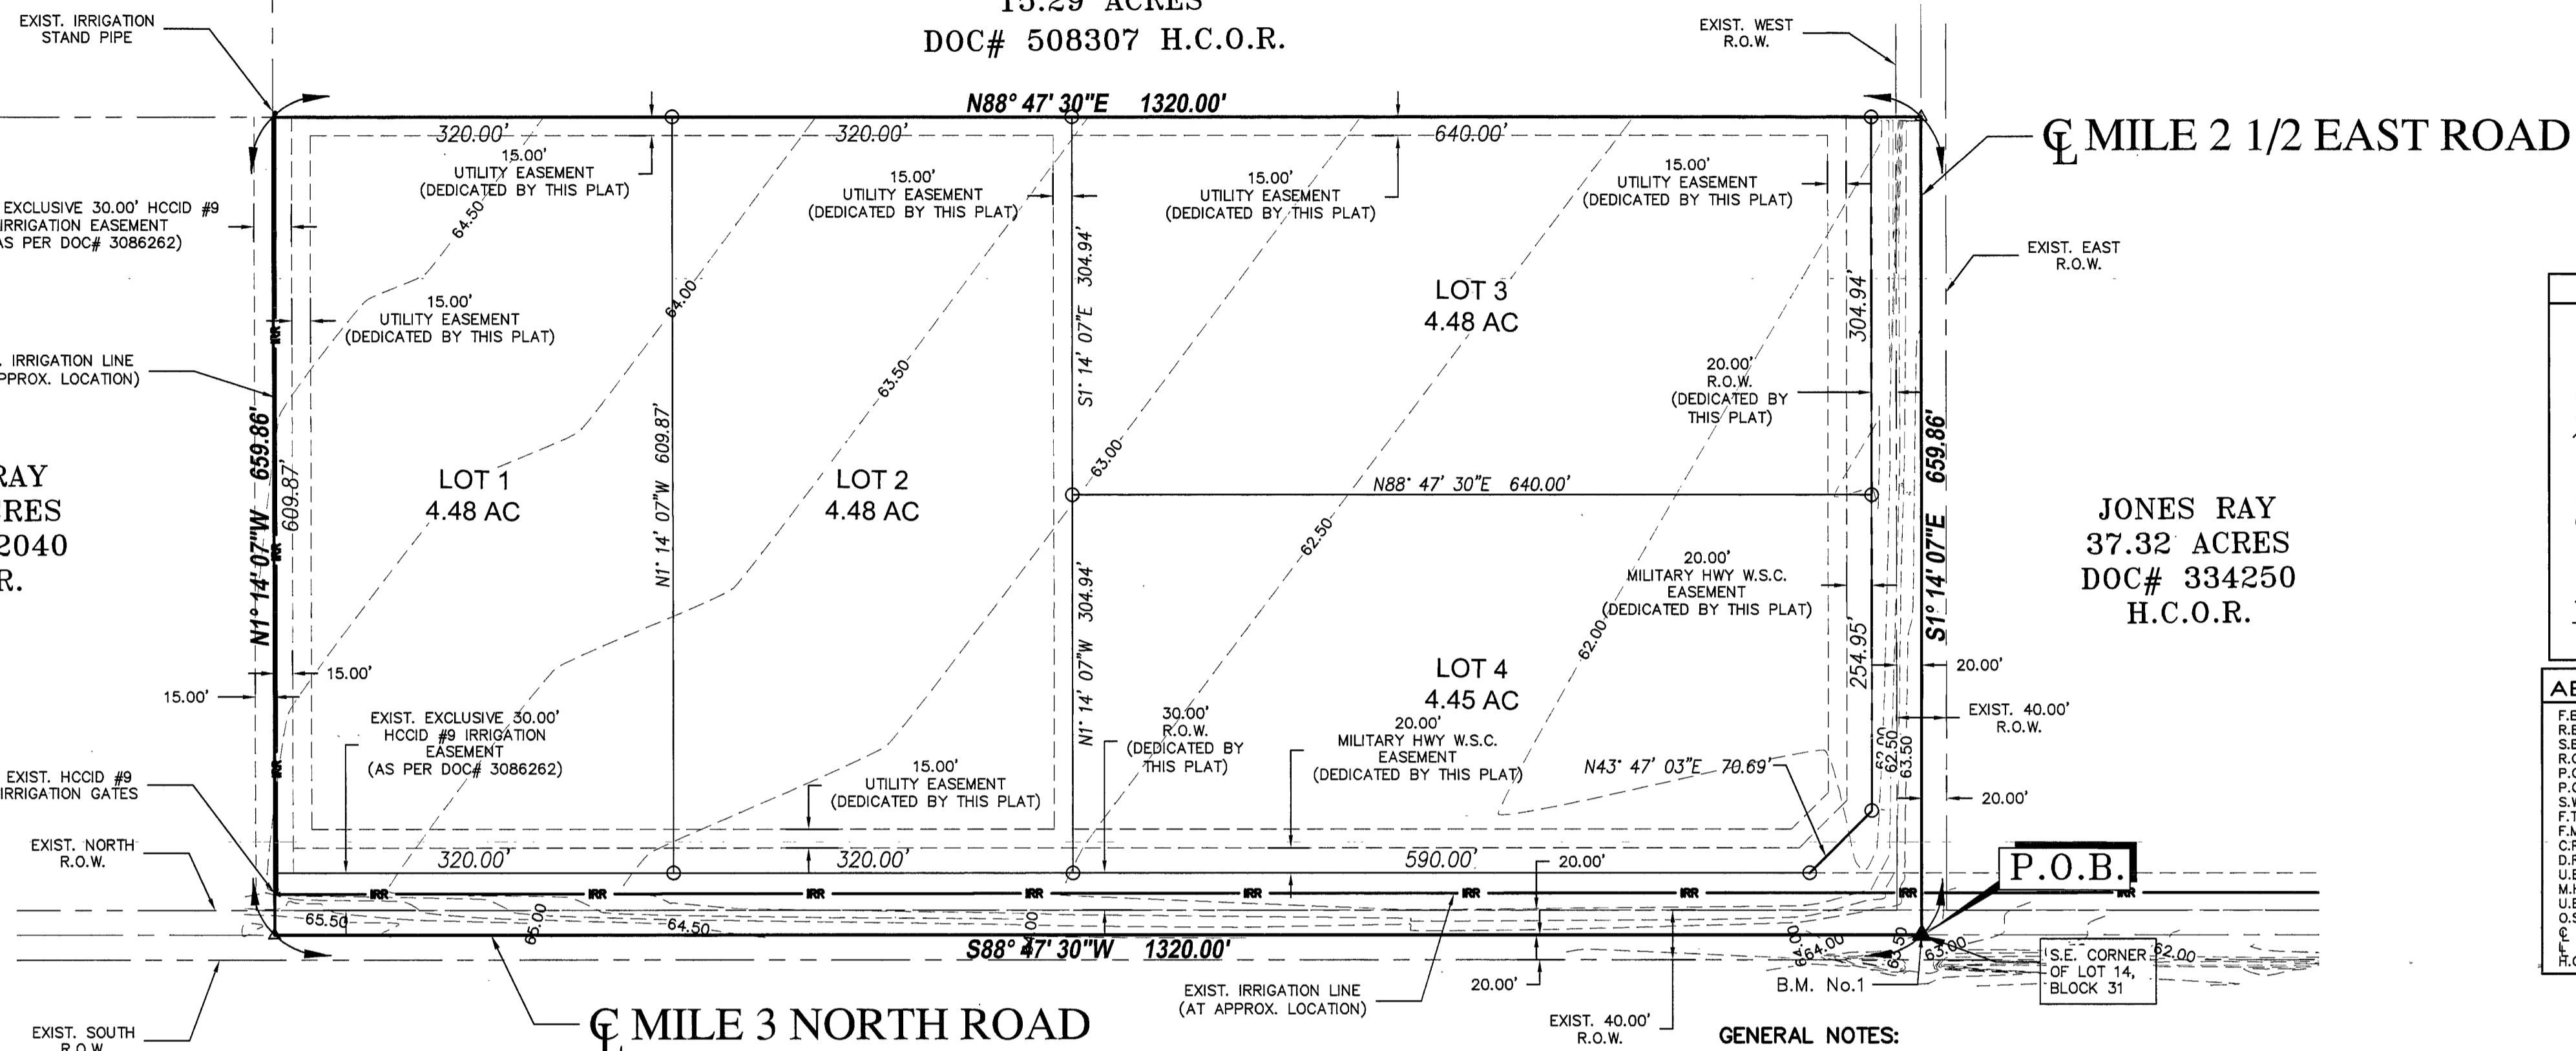 15.29 ACRES
DOC# 508307 H.C.O.R.
EXIST. IRRIGATION
STAND PIPE
EXIST. WEST
R.O.W.
N88° 47' 30"E 1320.00'
℄ MILE 2 1/2 EAST ROAD
320.00'
320.00'
640.00'
15.00'
UTILITY EASEMENT
(DEDICATED BY THIS PLAT)
15.00'
UTILITY EASEMENT
(DEDICATED BY THIS PLAT)
15.00'
UTILITY EASEMENT
(DEDICATED BY THIS PLAT)
15.00'
UTILITY EASEMENT
(DEDICATED BY THIS PLAT)
EXCLUSIVE 30.00' HCCID #9
IRRIGATION EASEMENT
AS PER DOC# 3086262)
64.50
EXIST. EAST
R.O.W.
S1° 14' 07"E 304.94'
304.94'
LOT 3
4.48 AC
15.00'
UTILITY EASEMENT
(DEDICATED BY THIS PLAT)
64.00
63.50
IRRIGATION LINE
APPROX. LOCATION)
20.00'
R.O.W.
(DEDICATED BY
THIS PLAT)
N1° 14' 07"W 659.86'
609.87'
N1° 14' 07"W 609.87'
S1° 14' 07"E 659.86'
63.00
RAY
LOT 1
4.48 AC
LOT 2
4.48 AC
N88° 47' 30"E 640.00'
JONES RAY
37.32 ACRES
DOC# 334250
H.C.O.R.
2040
R.
62.50
20.00'
MILITARY HWY W.S.C.
EASEMENT
(DEDICATED BY THIS PLAT)
N1° 14' 07"W 304.94'
62.00
254.95'
15.00'
15.00'
LOT 4
4.45 AC
20.00'
EXIST. 40.00'
R.O.W.
EXIST. EXCLUSIVE 30.00'
HCCID #9 IRRIGATION
EASEMENT
(AS PER DOC# 3086262)
30.00'
R.O.W.
(DEDICATED BY
THIS PLAT)
20.00'
MILITARY HWY W.S.C.
EASEMENT
(DEDICATED BY THIS PLAT)
62.50
63.50
N43° 47' 03"E 70.69'
15.00'
UTILITY EASEMENT
(DEDICATED BY THIS PLAT)
20.00'
EXIST. HCCID #9
IRRIGATION GATES
EXIST. NORTH
R.O.W.
320.00'
320.00'
590.00'
20.00'
P.O.B.
IRR IRR IRR IRR IRR IRR IRR IRR IRR
65.50
65.00
64.50
S88° 47' 30"W 1320.00'
64.00
64.00
63.50
63.00
62.00
S.E. CORNER
OF LOT 14,
BLOCK 31
B.M. No.1
20.00'
EXIST. IRRIGATION LINE
(AT APPROX. LOCATION)
EXIST. 40.00'
R.O.W.
EXIST. SOUTH
R.O.W.
℄ MILE 3 NORTH ROAD
GENERAL NOTES: